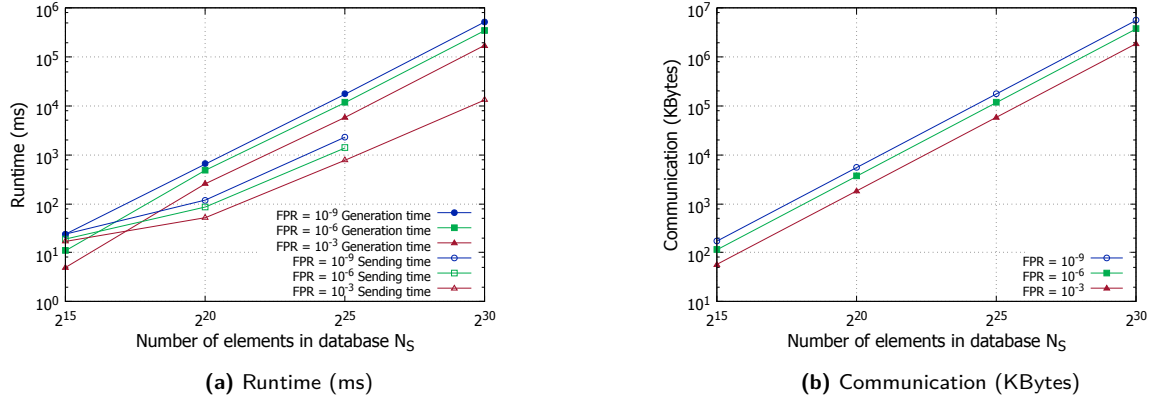 10^6
10^5
10^4
10^3
10^2
10^1
10^0
Runtime (ms)
FPR = 10^-9 Generation time
FPR = 10^-6 Generation time
FPR = 10^-3 Generation time
FPR = 10^-9 Sending time
FPR = 10^-6 Sending time
FPR = 10^-3 Sending time
2^15 2^20 2^25 2^30
Number of elements in database N_S
(a) Runtime (ms)
10^7
10^6
10^5
10^4
10^3
10^2
10^1
Communication (KBytes)
FPR = 10^-9
FPR = 10^-6
FPR = 10^-3
2^15 2^20 2^25 2^30
Number of elements in database N_S
(b) Communication (KBytes)